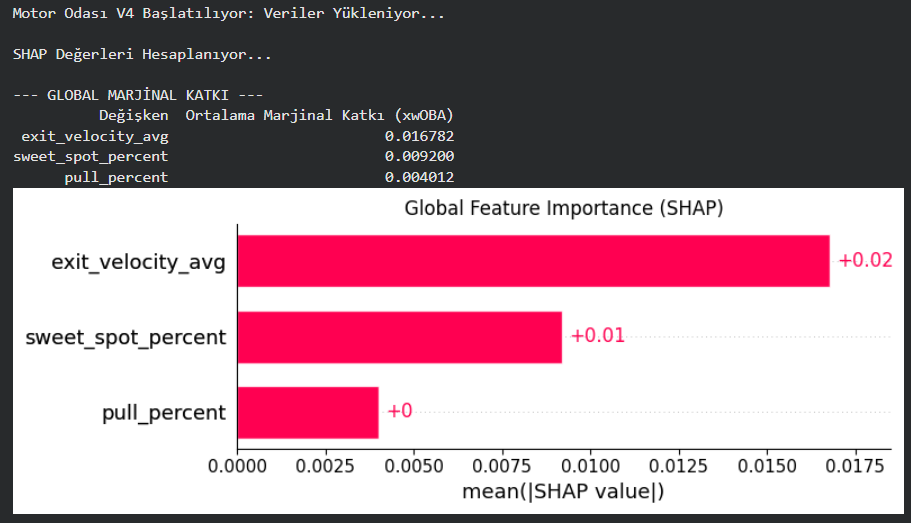 Motor Odası V4 Başlatılıyor: Veriler Yükleniyor...
SHAP Değerleri Hesaplanıyor...
--- GLOBAL MARJİNAL KATKI ---
Değişken Ortalama Marjinal Katkı (xwOBA)
exit_velocity_avg 0.016782
sweet_spot_percent 0.009200
pull_percent 0.004012
Global Feature Importance (SHAP)
exit_velocity_avg +0.02
sweet_spot_percent +0.01
pull_percent +0
0.0000 0.0025 0.0050 0.0075 0.0100 0.0125 0.0150 0.0175
mean(|SHAP value|)